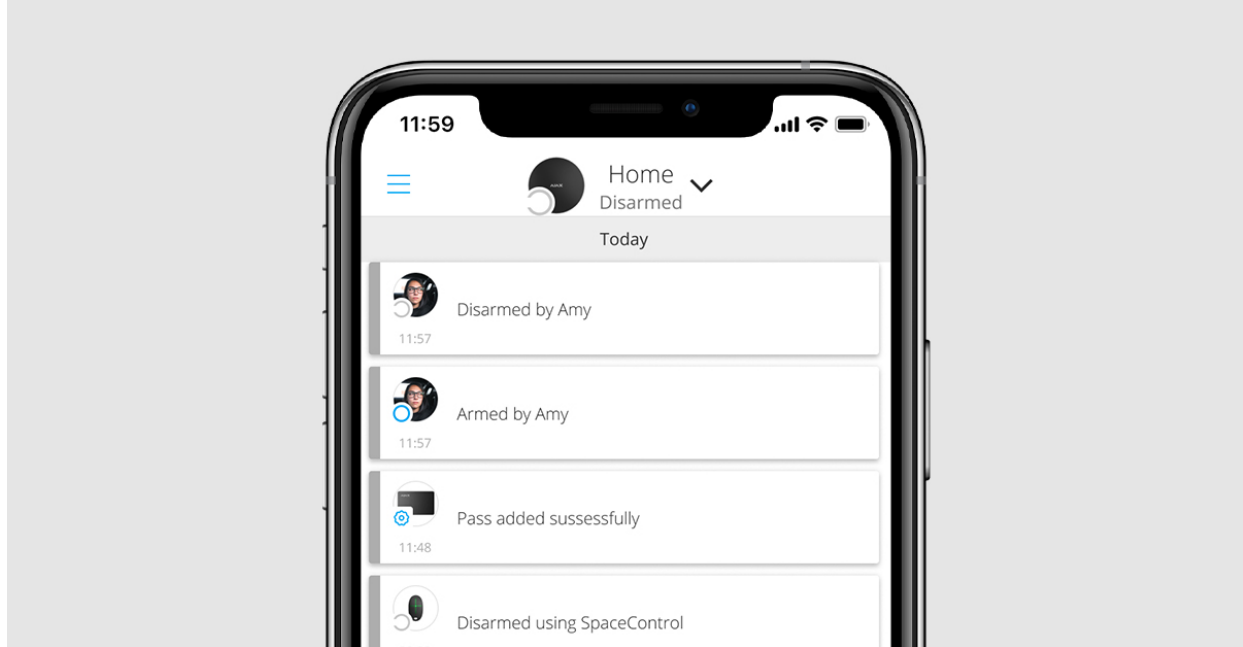 11:59
Home
Disarmed
Today
Disarmed by Amy
11:57
Armed by Amy
11:57
Pass added sussessfully
11:48
Disarmed using SpaceControl